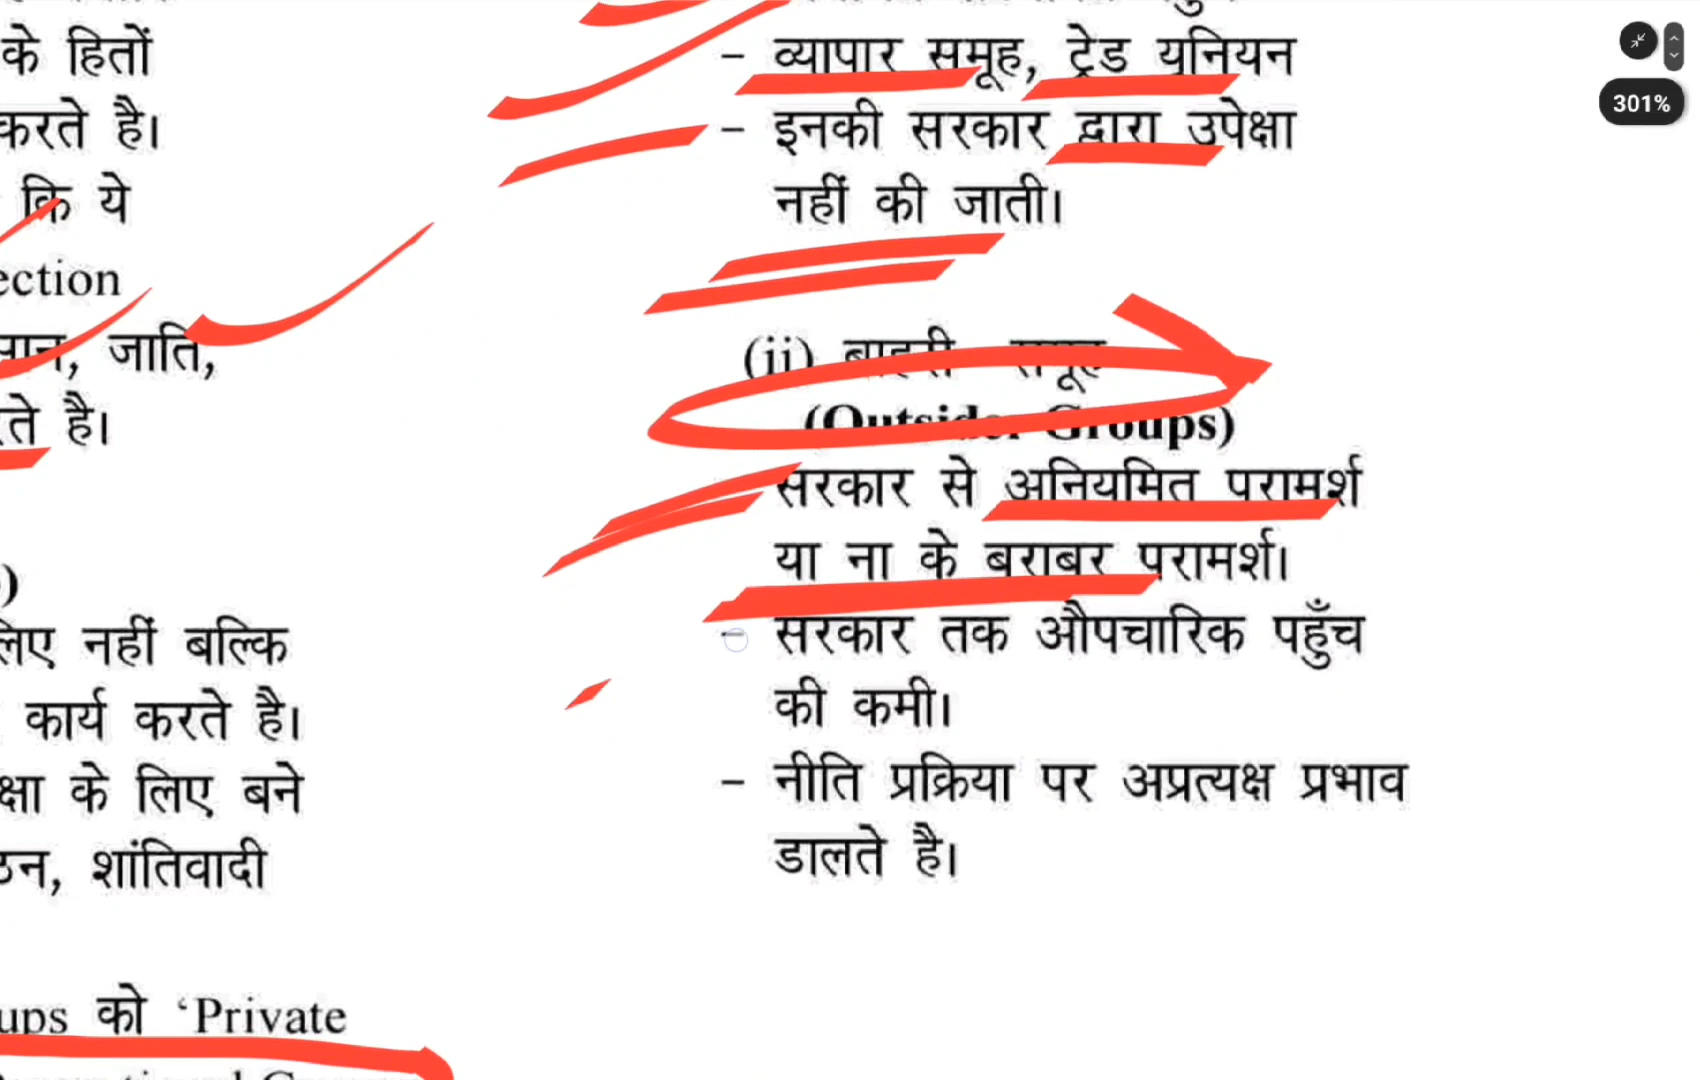 के हितों
करते है।
कि ये
ection
जाति,
ते है।
लिए नहीं बल्कि
कार्य करते है।
क्षा के लिए बने
ठन, शांतिवादी
ups को ‘Private
– व्यापार समूह, ट्रेड यूनियन
– इनकी सरकार द्वारा उपेक्षा
नहीं की जाती।
(ii) बाहरी समूह
(Outsider Groups)
सरकार से अनियमित परामर्श
या ना के बराबर परामर्श।
– सरकार तक औपचारिक पहुँच
की कमी।
– नीति प्रक्रिया पर अप्रत्यक्ष प्रभाव
डालते है।
301%